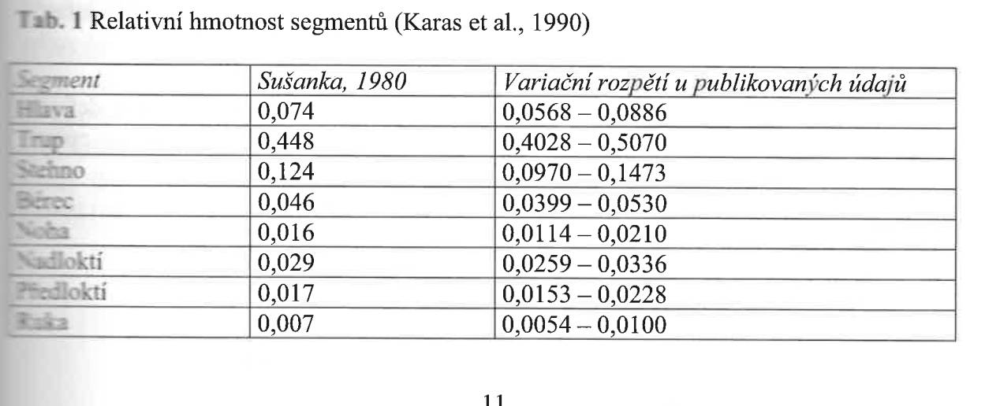 Tab. 1 Relativní hmotnost segmentů (Karas et al., 1990)
Segment Sušanka, 1980 Variační rozpětí u publikovaných údajů
Hlava 0,074 0,0568 – 0,0886
Trup 0,448 0,4028 – 0,5070
Stehno 0,124 0,0970 – 0,1473
Bérec 0,046 0,0399 – 0,0530
Noha 0,016 0,0114 – 0,0210
Nadloktí 0,029 0,0259 – 0,0336
Předloktí 0,017 0,0153 – 0,0228
Ruka 0,007 0,0054 – 0,0100
11